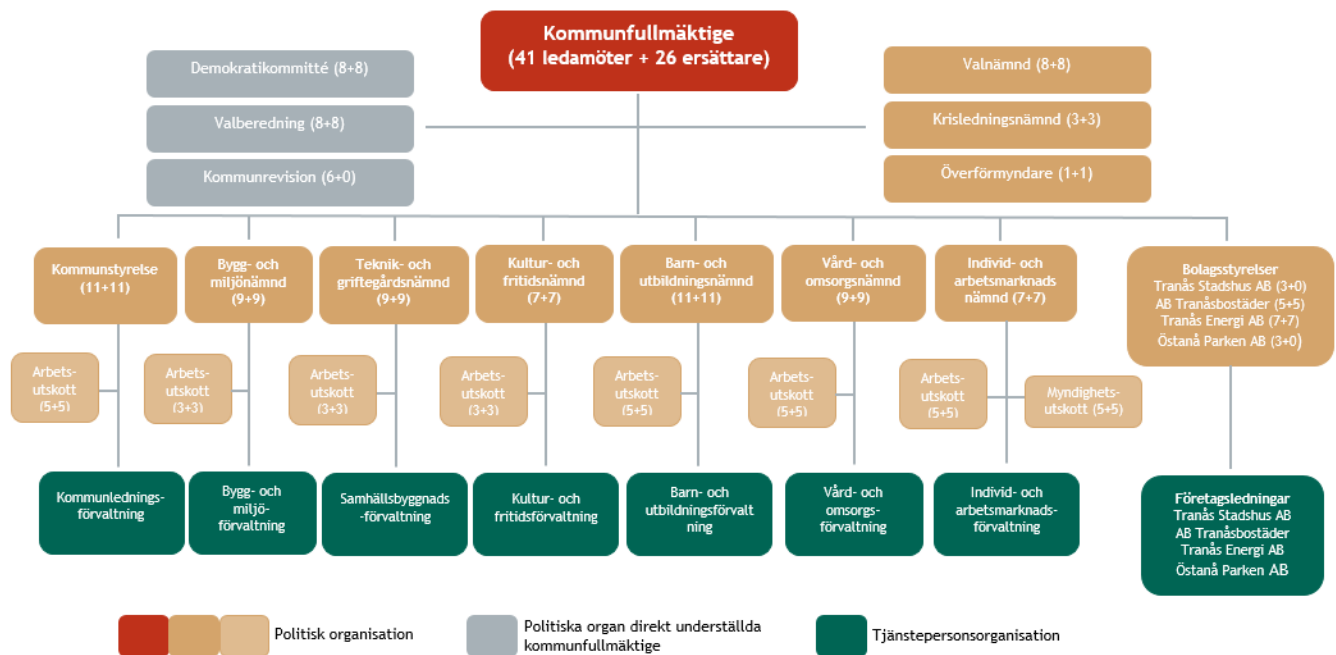 Kommunfullmäktige
(41 ledamöter + 26 ersättare)
Demokratikommitté (8+8)
Valberedning (8+8)
Kommunrevision (6+0)
Valnämnd (8+8)
Krisledningsnämnd (3+3)
Överförmyndare (1+1)
Kommunstyrelse
(11+11)
Bygg- och
miljönämnd
(9+9)
Teknik- och
griftegårdsnämnd
(9+9)
Kultur- och
fritidsnämnd
(7+7)
Barn- och
utbildningsnämnd
(11+11)
Vård- och
omsorgsnämnd
(9+9)
Individ- och
arbetsmarknads
nämnd (7+7)
Bolagsstyrelser
Tranås Stadshus AB (3+0)
AB Tranåsbostäder (5+5)
Tranås Energi AB (7+7)
Östanå Parken AB (3+0)
Arbets-
utskott
(5+5)
Arbets-
utskott
(3+3)
Arbets-
utskott
(3+3)
Arbets-
utskott
(3+3)
Arbets-
utskott
(5+5)
Arbets-
utskott
(5+5)
Arbets-
utskott
(5+5)
Myndighets-
utskott (5+5)
Kommunlednings-
förvaltning
Bygg- och
miljö-
förvaltning
Samhällsbyggnads
-förvaltning
Kultur- och
fritidsförvaltning
Barn- och
utbildningsförvalt
ning
Vård- och
omsorgs-
förvaltning
Individ- och
arbetsmarknads-
förvaltning
Företagsledningar
Tranås Stadshus AB
AB Tranåsbostäder
Tranås Energi AB
Östanå Parken AB
Politisk organisation
Politiska organ direkt underställda
kommunfullmäktige
Tjänstepersonsorganisation